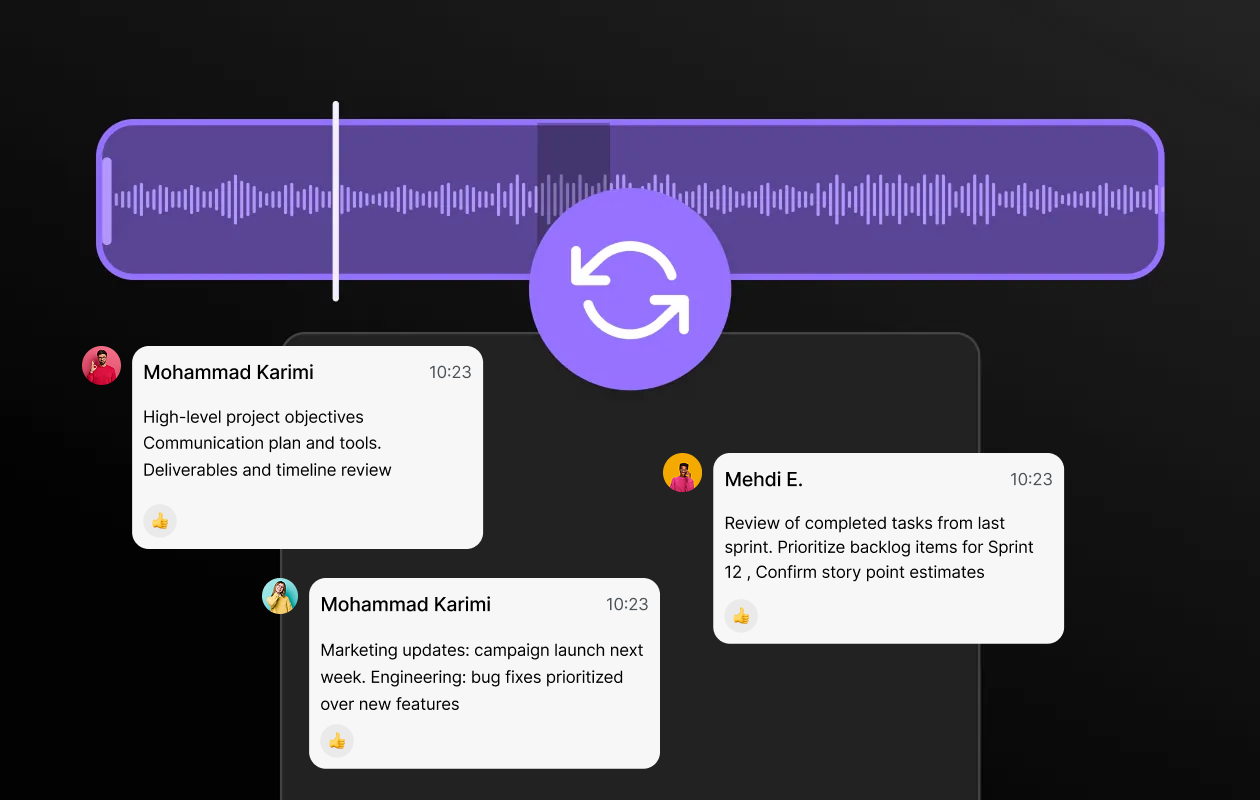 Mohammad Karimi 10:23
High-level project objectives
Communication plan and tools.
Deliverables and timeline review
Mehdi E. 10:23
Review of completed tasks from last
sprint. Prioritize backlog items for Sprint
12 , Confirm story point estimates
Mohammad Karimi 10:23
Marketing updates: campaign launch next
week. Engineering: bug fixes prioritized
over new features